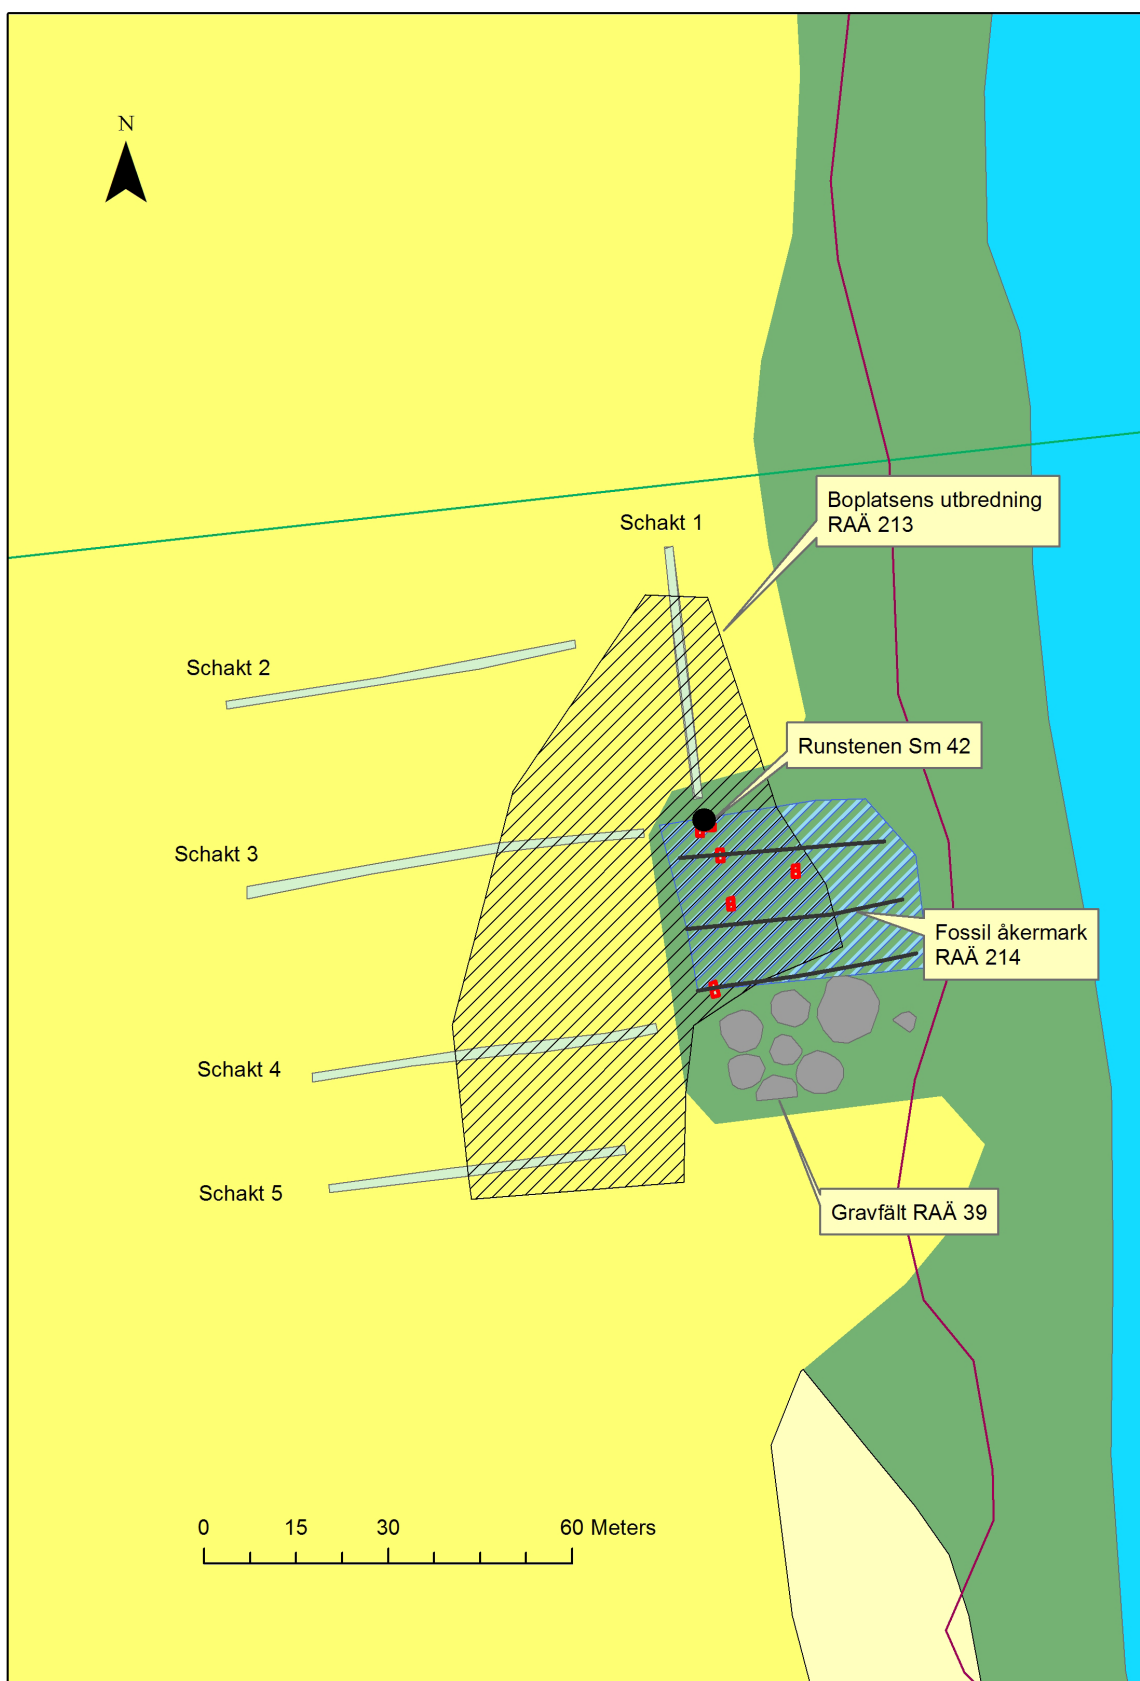 N
Boplatsens utbredning
RAÄ 213
Schakt 1
Schakt 2
Runstenen Sm 42
Schakt 3
Fossil åkermark
RAÄ 214
Schakt 4
Schakt 5
Gravfält RAÄ 39
0 15 30 60 Meters